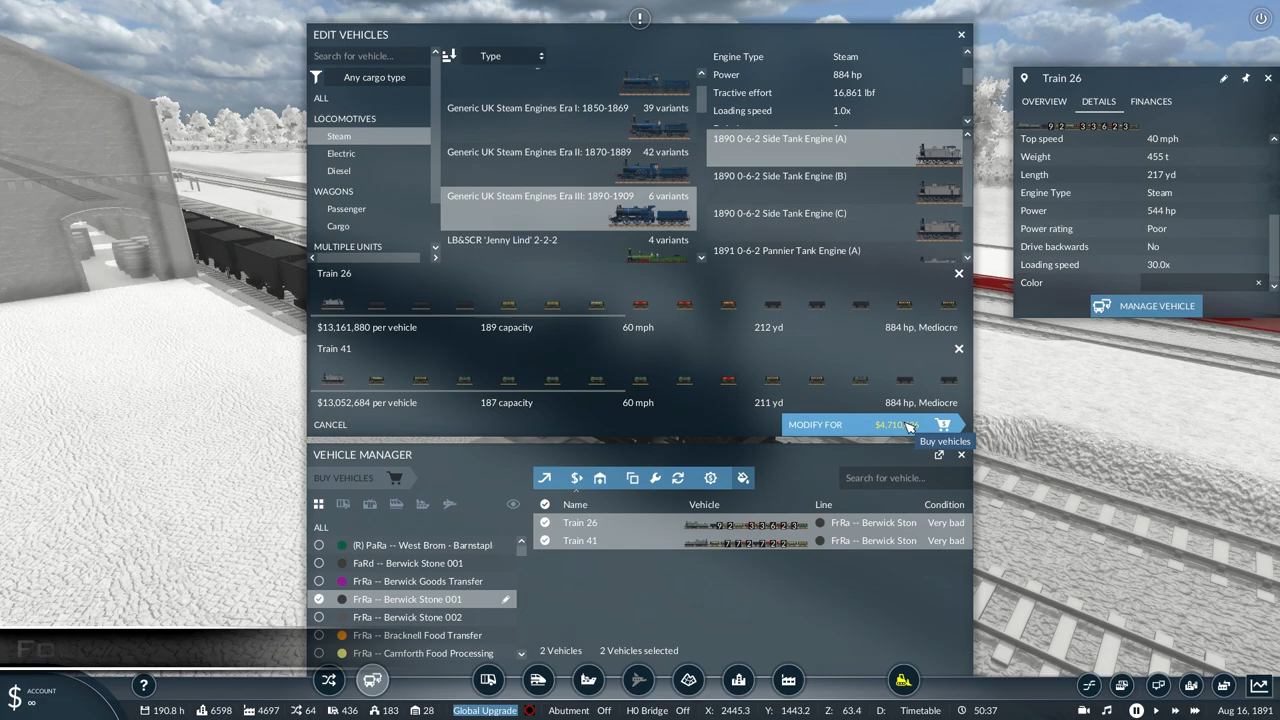 EDIT VEHICLES
Search for vehicle...
Type
Any cargo type
ALL
LOCOMOTIVES
Steam
Electric
Diesel
WAGONS
Passenger
Cargo
MULTIPLE UNITS
Generic UK Steam Engines Era I: 1850-1869 39 variants
Generic UK Steam Engines Era II: 1870-1889 42 variants
Generic UK Steam Engines Era III: 1890-1909 6 variants
LB&SCR 'Jenny Lind' 2-2-2 4 variants
Engine Type Steam
Power 884 hp
Tractive effort 16,861 lbf
Loading speed 1.0x
1890 0-6-2 Side Tank Engine (A)
1890 0-6-2 Side Tank Engine (B)
1890 0-6-2 Side Tank Engine (C)
1891 0-6-2 Pannier Tank Engine (A)
Train 26
$13,161,880 per vehicle 189 capacity 60 mph 212 yd 884 hp, Mediocre
Train 41
$13,052,684 per vehicle 187 capacity 60 mph 211 yd 884 hp, Mediocre
CANCEL
MODIFY FOR
Buy vehicles
Train 26
OVERVIEW DETAILS FINANCES
Top speed 40 mph
Weight 455 t
Length 217 yd
Engine Type Steam
Power 544 hp
Power rating Poor
Drive backwards No
Loading speed 30.0x
Color
MANAGE VEHICLE
VEHICLE MANAGER
BUY VEHICLES
Search for vehicle...
ALL
(R) PaRa -- West Brom - Barnstapl
FaRd -- Berwick Stone 001
FrRa -- Berwick Goods Transfer
FrRa -- Berwick Stone 001
FrRa -- Berwick Stone 002
FrRa -- Bracknell Food Transfer
FrRa -- Carnforth Food Processing
Name Vehicle Line Condition
Train 26 FrRa -- Berwick Ston Very bad
Train 41 FrRa -- Berwick Ston Very bad
2 Vehicles 2 Vehicles selected
$ ACCOUNT
∞
?
190.8 h 6598 4697 64 436 183 28 Global Upgrade Abutment Off H0 Bridge Off X: 2445.3 Y: 1443.2 Z: 63.4 D: Timetable 50:37 Aug 16, 1891